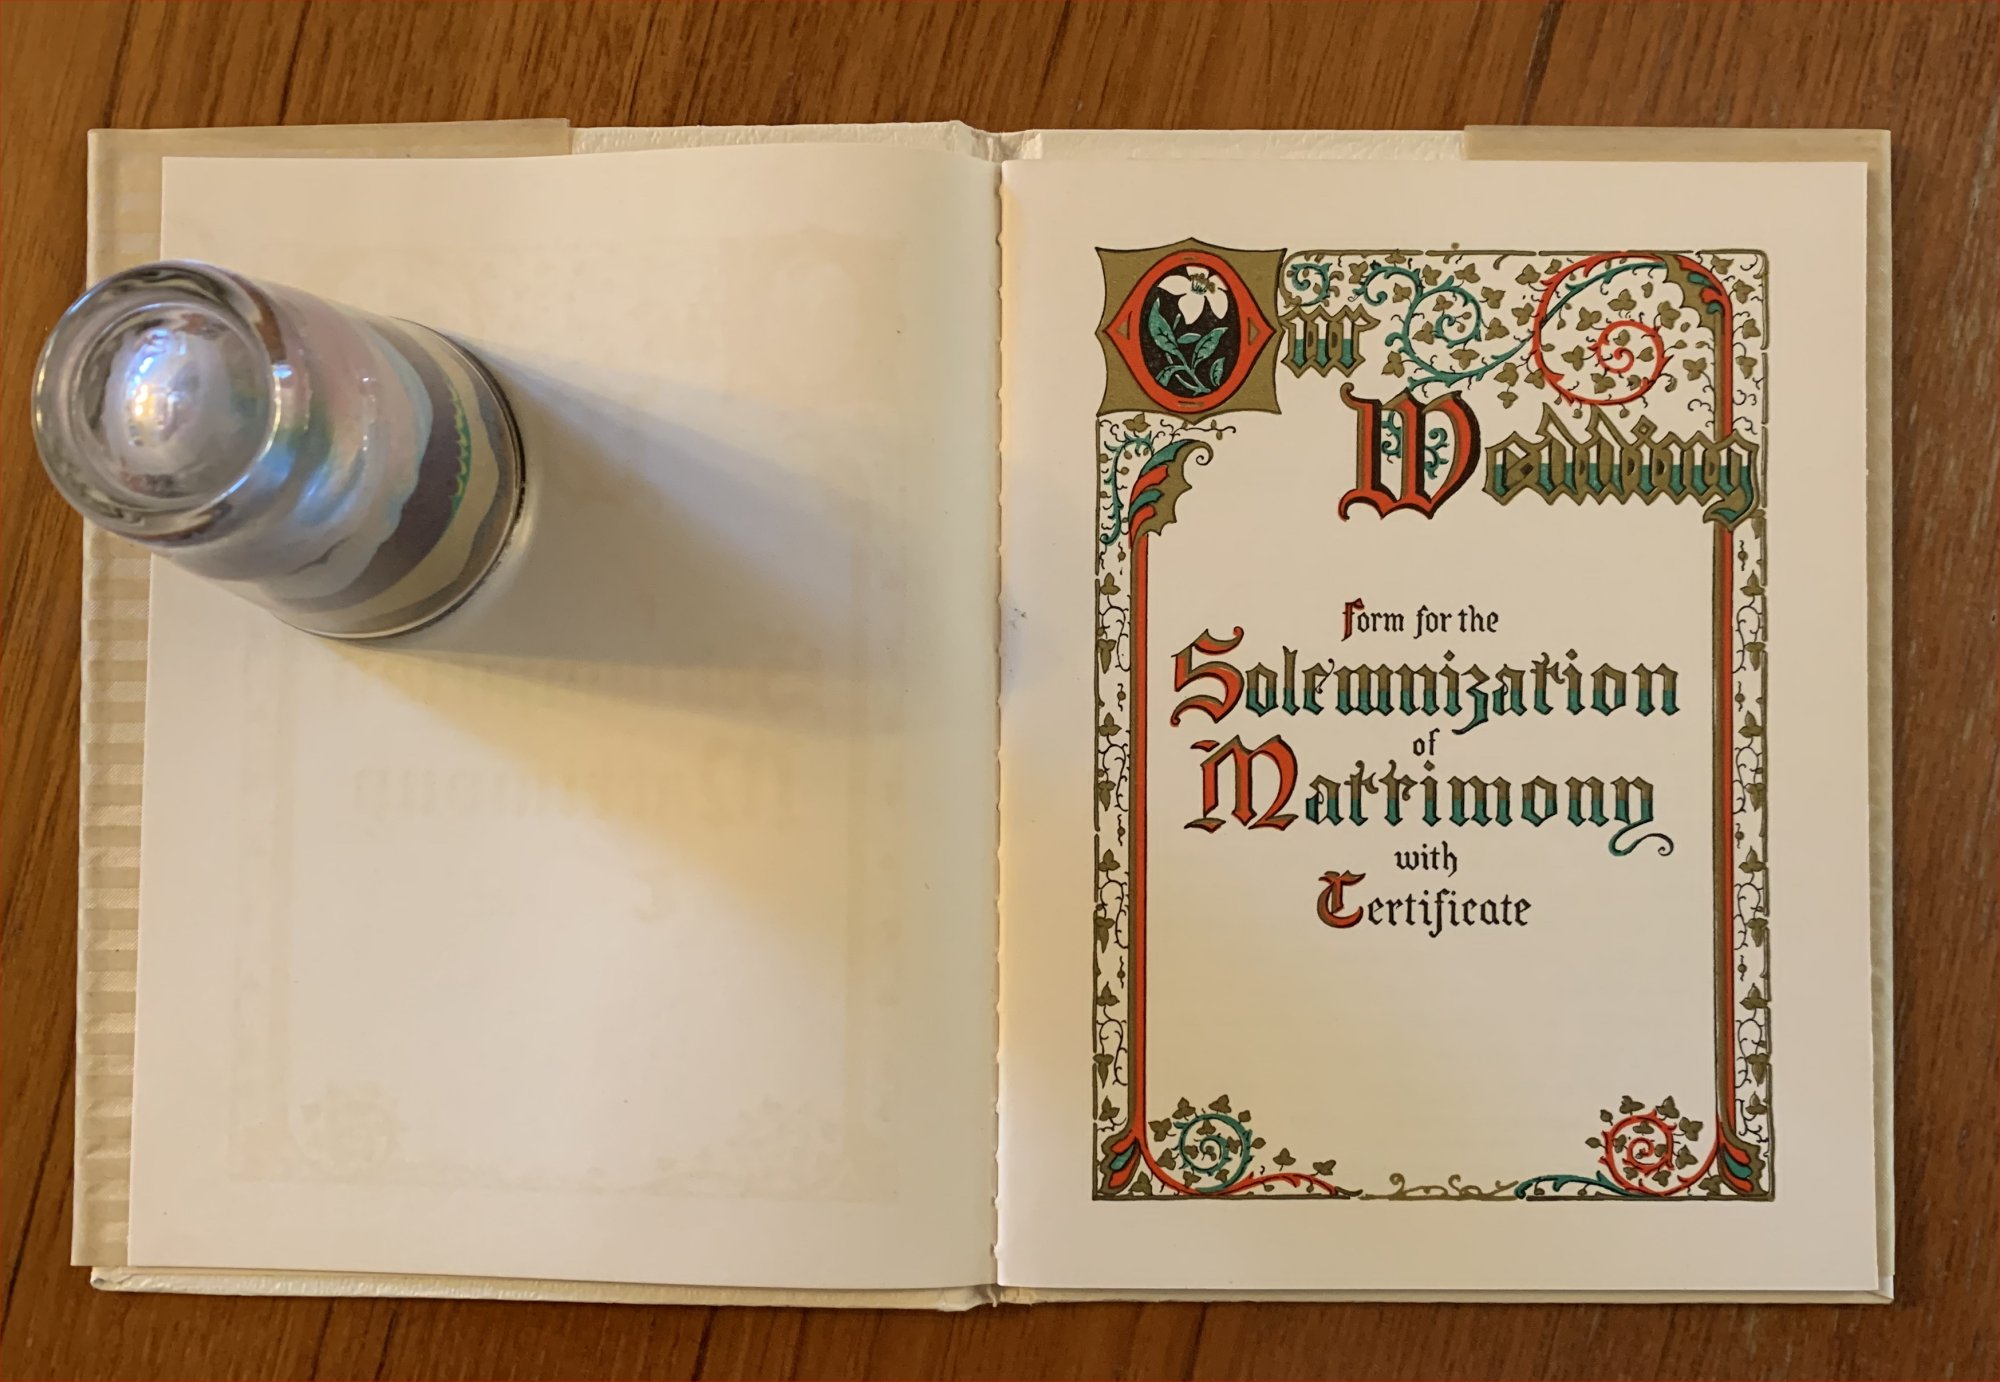 Our
Wedding
Form for the
Solemnization
of
Matrimony
with
Certificate